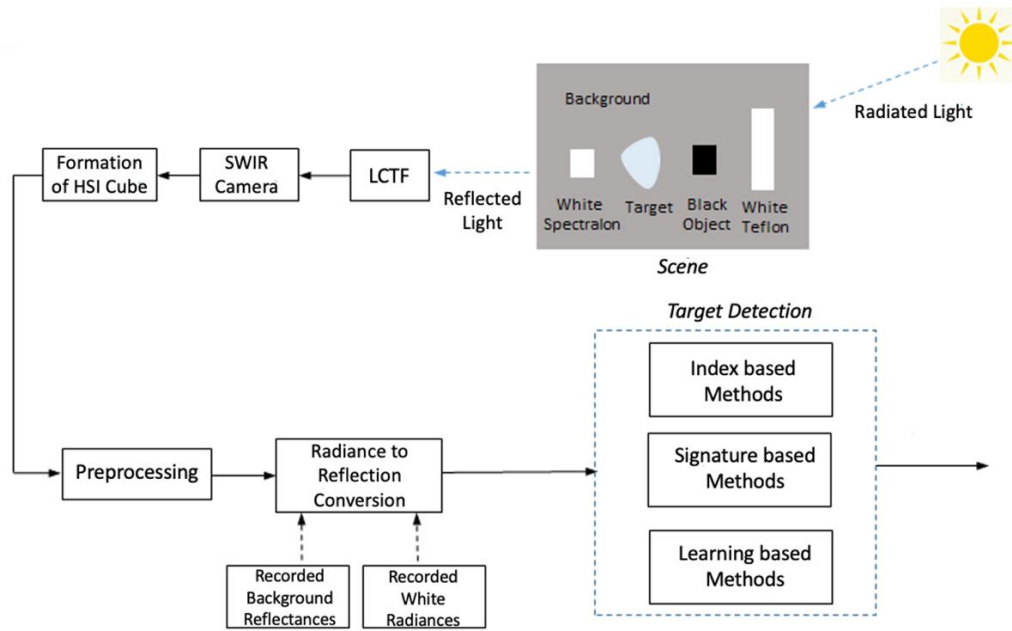 Radiated Light
Background
White
Spectralon
Target
Black
Object
White
Teflon
Scene
Reflected
Light
LCTF
SWIR
Camera
Formation
of HSI Cube
Preprocessing
Radiance to
Reflection
Conversion
Recorded
Background
Reflectances
Recorded
White
Radiances
Target Detection
Index based
Methods
Signature based
Methods
Learning based
Methods